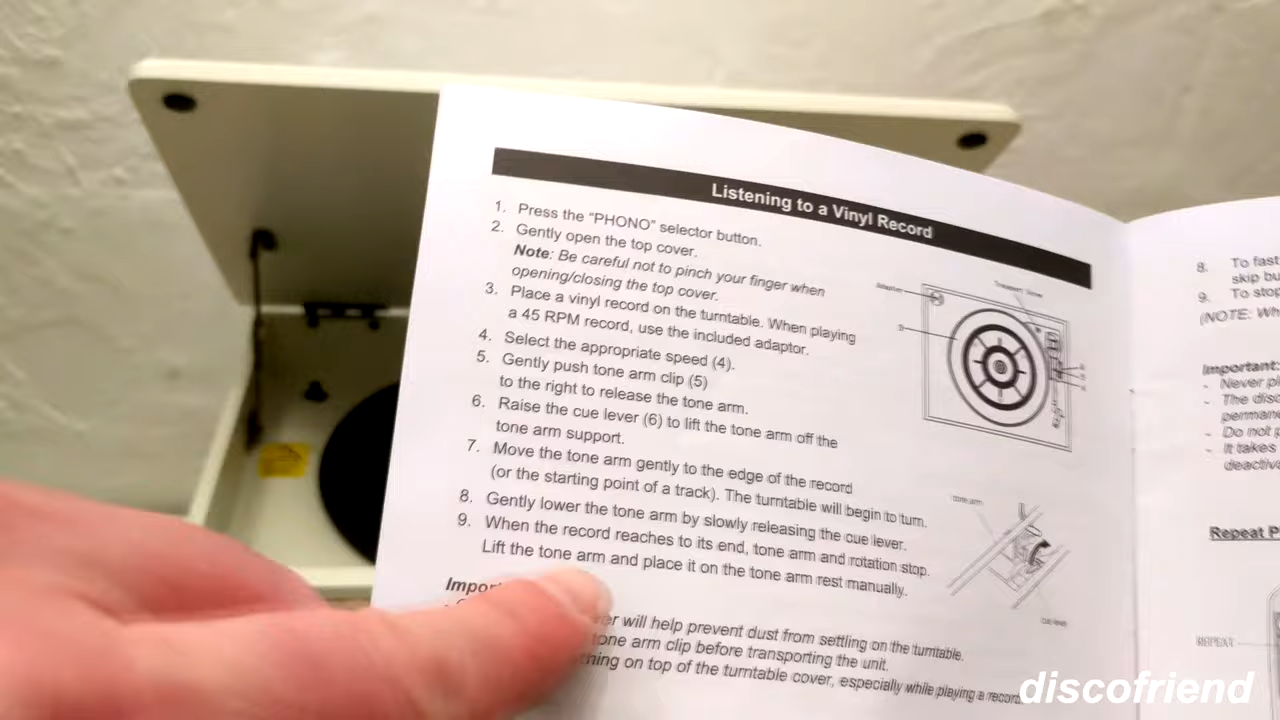 Listening to a Vinyl Record
1. Press the "PHONO" selector button.
2. Gently open the top cover.
Note: Be careful not to pinch your finger when
opening/closing the top cover.
3. Place a vinyl record on the turntable. When playing
a 45 RPM record, use the included adaptor.
4. Select the appropriate speed (4).
5. Gently push tone arm clip (5)
to the right to release the tone arm.
6. Raise the cue lever (6) to lift the tone arm off the
tone arm support.
7. Move the tone arm gently to the edge of the record
(or the starting point of a track). The turntable will begin to turn.
8. Gently lower the tone arm by slowly releasing the cue lever.
9. When the record reaches to its end, tone arm and rotation stop.
Lift the tone arm and place it on the tone arm rest manually.
will help prevent dust from settling on the turntable.
tone arm clip before transporting the unit.
on top of the turntable cover, especially while playing a record
Adaptor
tone arm
cue lever
8. To fast
skip bu
9. To stop
(NOTE: Wh
Important:
- Never pl
- The disc
permane
- Do not p
- It takes
deactiv
Repeat P
REPEAT
discofriend